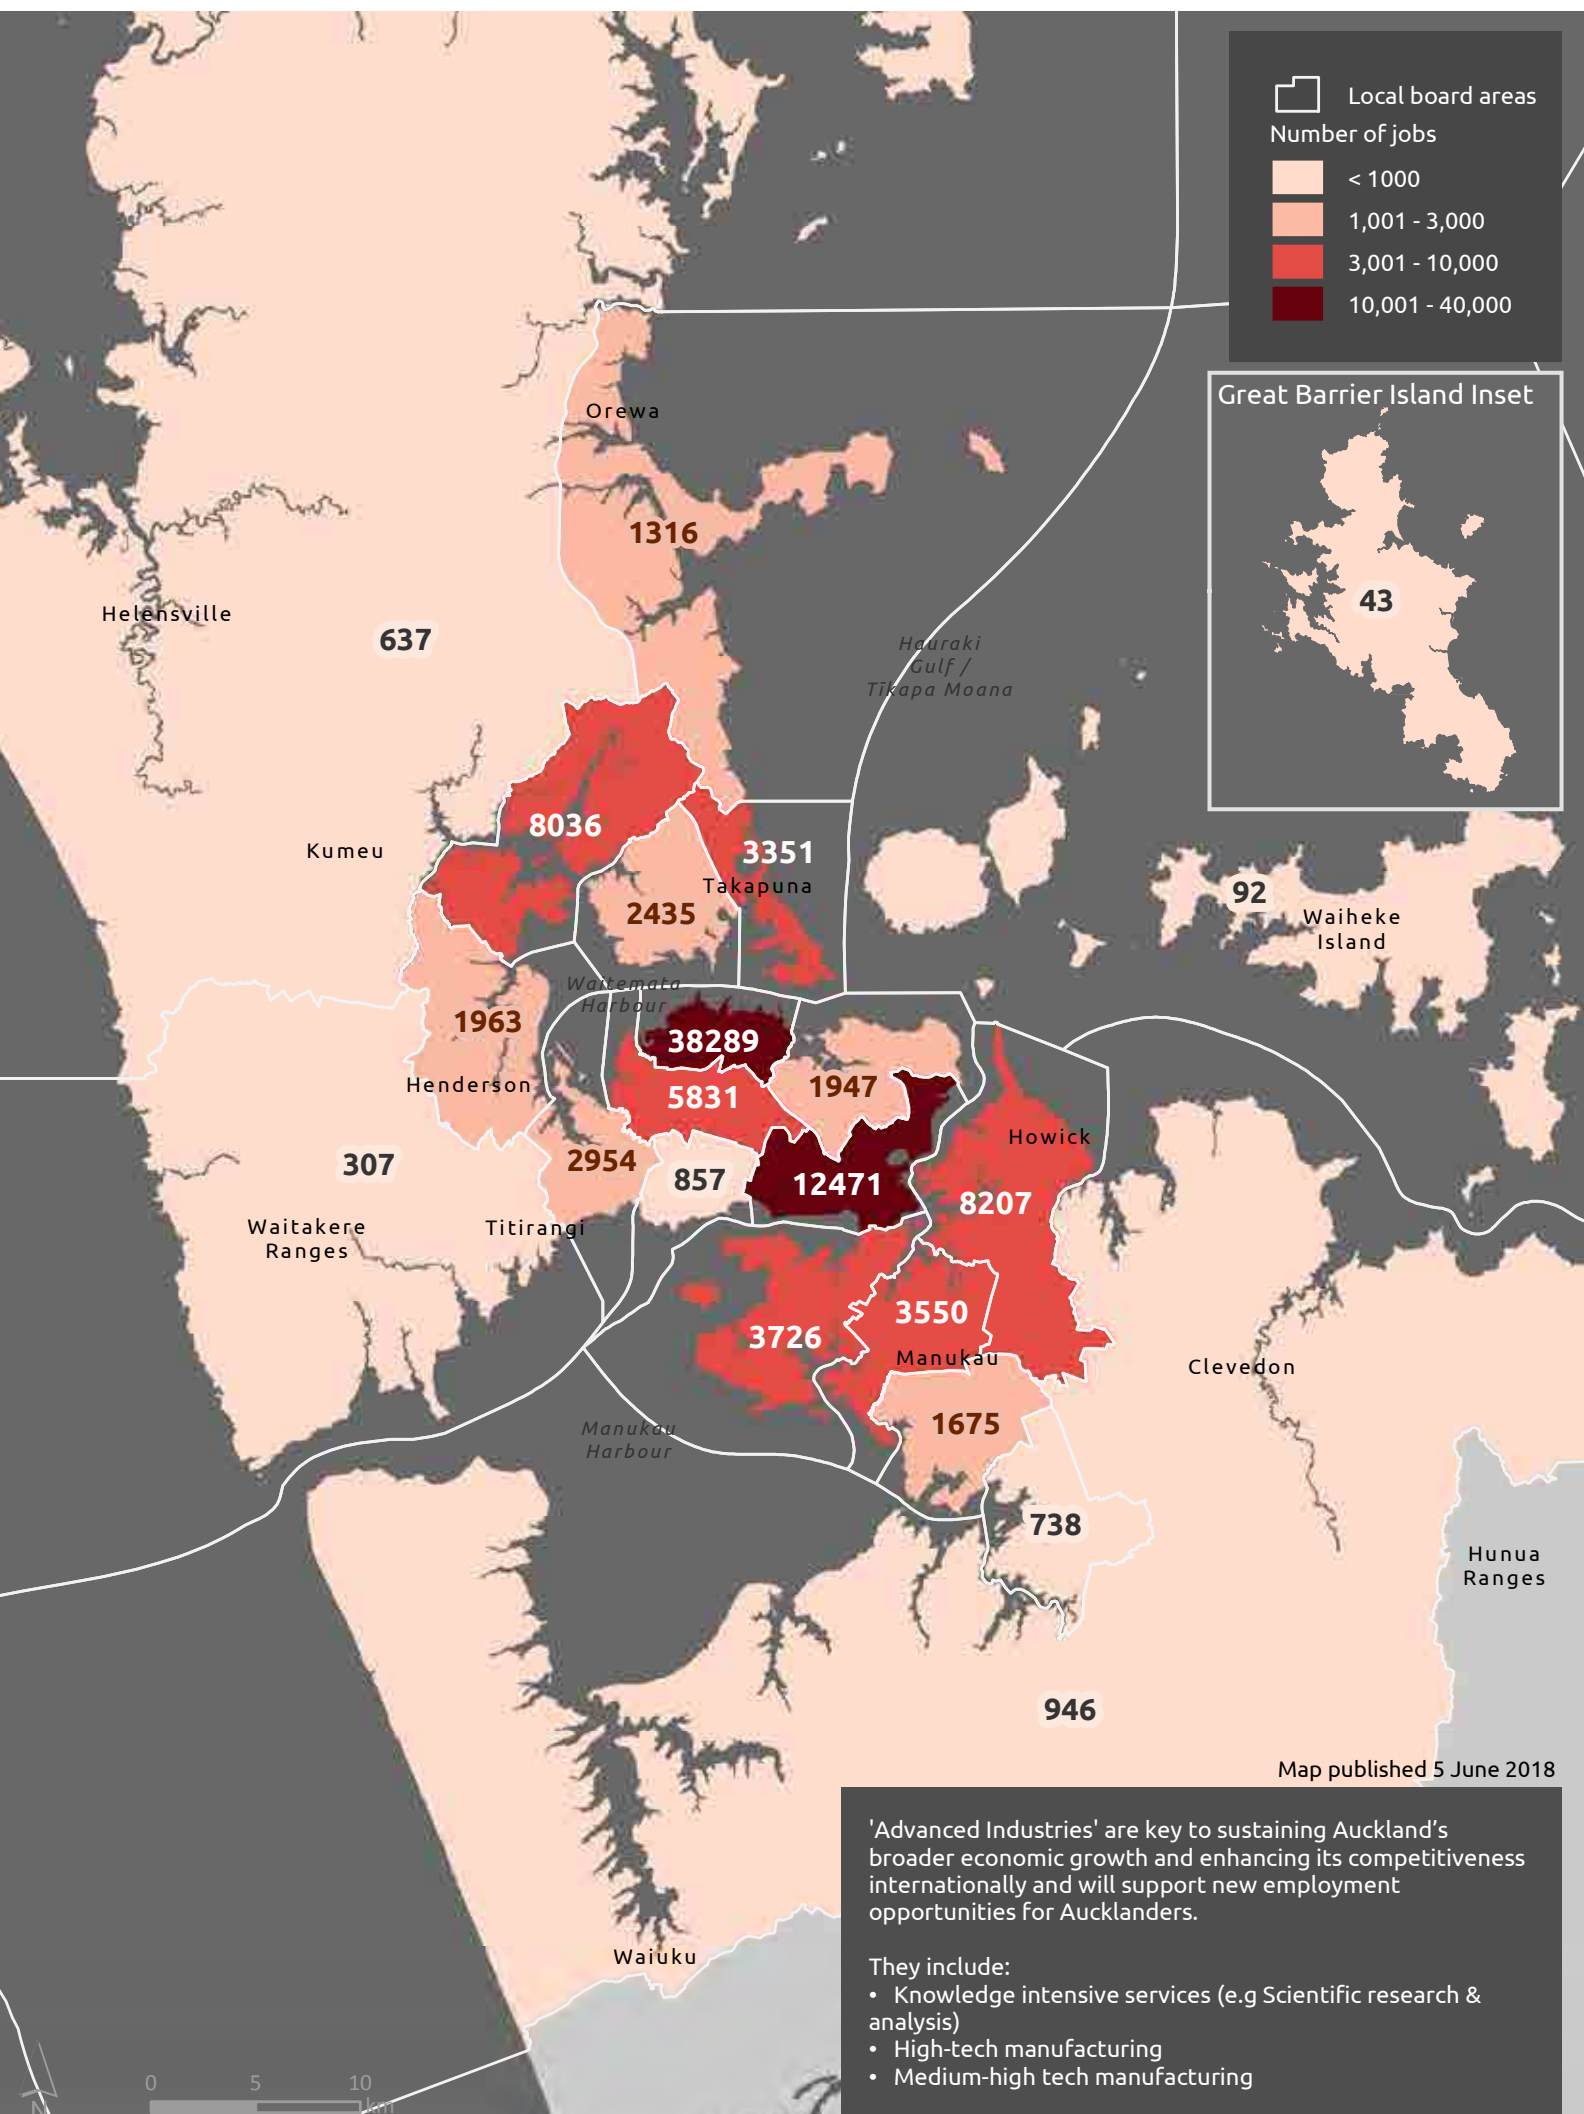 Local board areas
Number of jobs
< 1000
1,001 - 3,000
3,001 - 10,000
10,001 - 40,000
Great Barrier Island Inset
43
Orewa
1316
Helensville
637
Hauraki
Gulf /
Tīkapa Moana
8036
Kumeu
3351
Takapuna
2435
92
Waiheke
Island
Waitemata
Harbour
1963
38289
Henderson
5831
1947
Howick
307
2954
857
12471
8207
Waitakere
Ranges
Titirangi
3726
3550
Manukau
Clevedon
1675
Manukau
Harbour
738
Hunua
Ranges
946
Map published 5 June 2018
'Advanced Industries' are key to sustaining Auckland’s
broader economic growth and enhancing its competitiveness
internationally and will support new employment
opportunities for Aucklanders.
They include:
• Knowledge intensive services (e.g Scientific research &
analysis)
• High-tech manufacturing
• Medium-high tech manufacturing
Waiuku
0 5 10
km
N